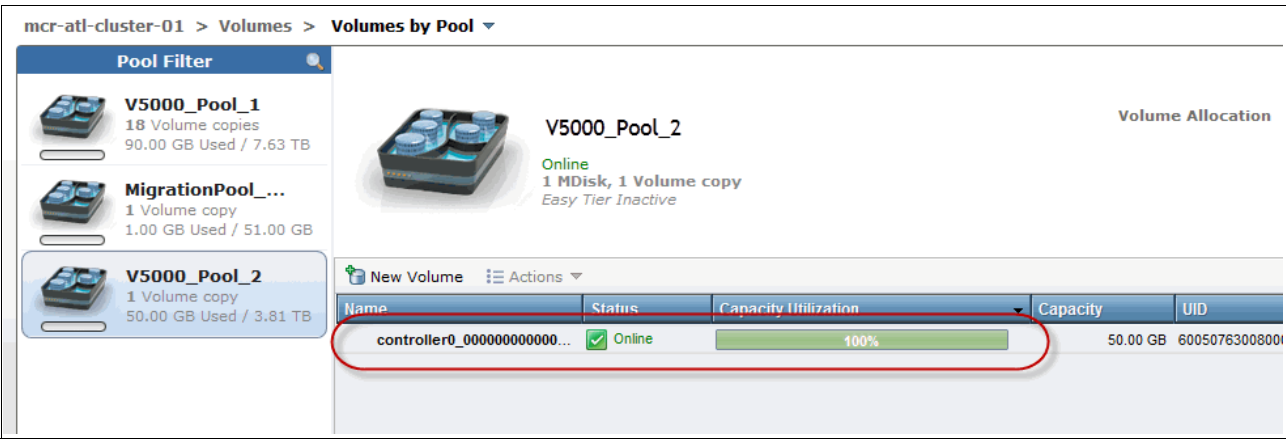 mcr-atl-cluster-01 > Volumes > Volumes by Pool
Pool Filter
V5000_Pool_1
18 Volume copies
90.00 GB Used / 7.63 TB
MigrationPool_...
1 Volume copy
1.00 GB Used / 51.00 GB
V5000_Pool_2
1 Volume copy
50.00 GB Used / 3.81 TB
V5000_Pool_2
Online
1 MDisk, 1 Volume copy
Easy Tier Inactive
Volume Allocation
New Volume Actions
Name Status Capacity Utilization Capacity UID
controller0_000000000000... Online 100% 50.00 GB 60050763008000